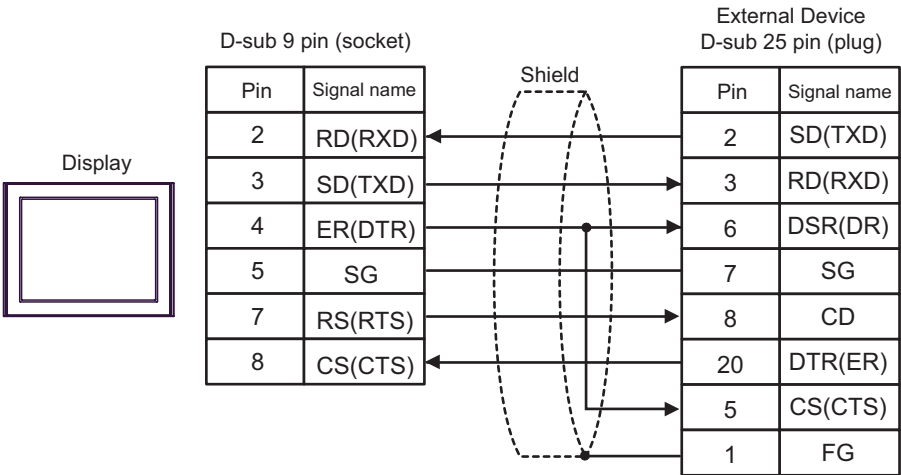 External Device
D-sub 9 pin (socket)
D-sub 25 pin (plug)
Shield
Display
Pin Signal name
2 RD(RXD)
3 SD(TXD)
4 ER(DTR)
5 SG
7 RS(RTS)
8 CS(CTS)
Pin Signal name
2 SD(TXD)
3 RD(RXD)
6 DSR(DR)
7 SG
8 CD
20 DTR(ER)
5 CS(CTS)
1 FG